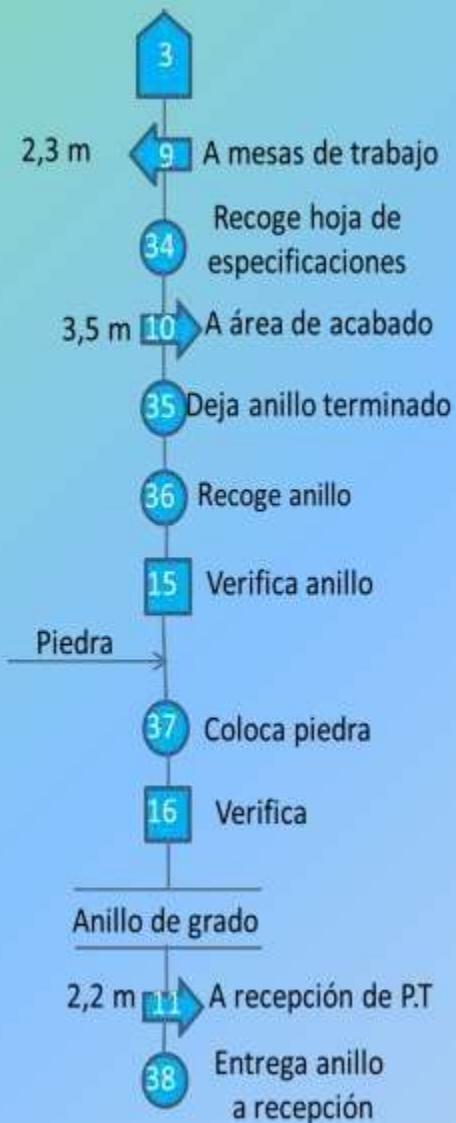 3
2,3 m 9 A mesas de trabajo
34 Recoge hoja de
especificaciones
3,5 m 10 A área de acabado
35 Deja anillo terminado
36 Recoge anillo
15 Verifica anillo
Piedra
37 Coloca piedra
16 Verifica
Anillo de grado
2,2 m 11 A recepción de P.T
38 Entrega anillo
a recepción